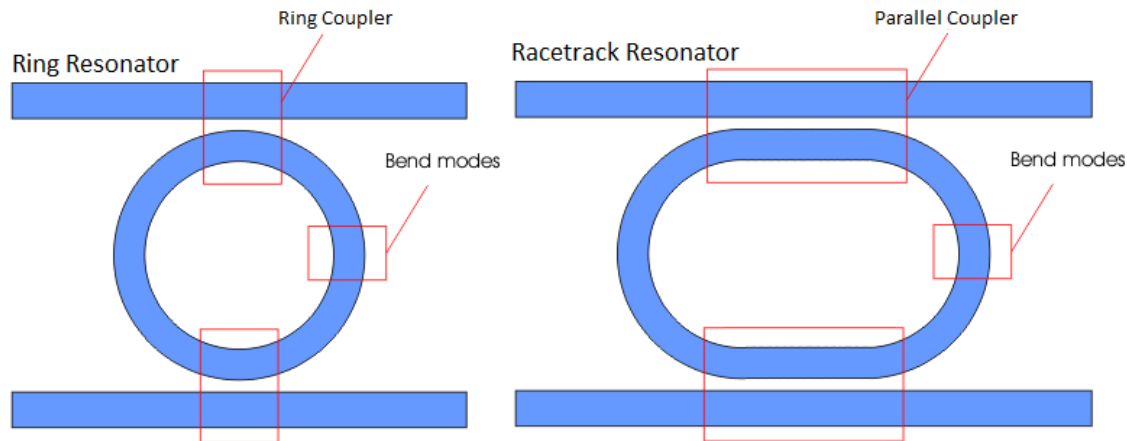 Ring Coupler
Ring Resonator
Bend modes
Parallel Coupler
Racetrack Resonator
Bend modes